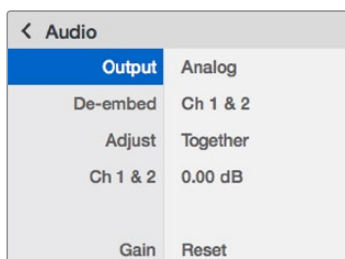 < Audio
Output Analog
De-embed Ch 1 & 2
Adjust Together
Ch 1 & 2 0.00 dB
Gain Reset